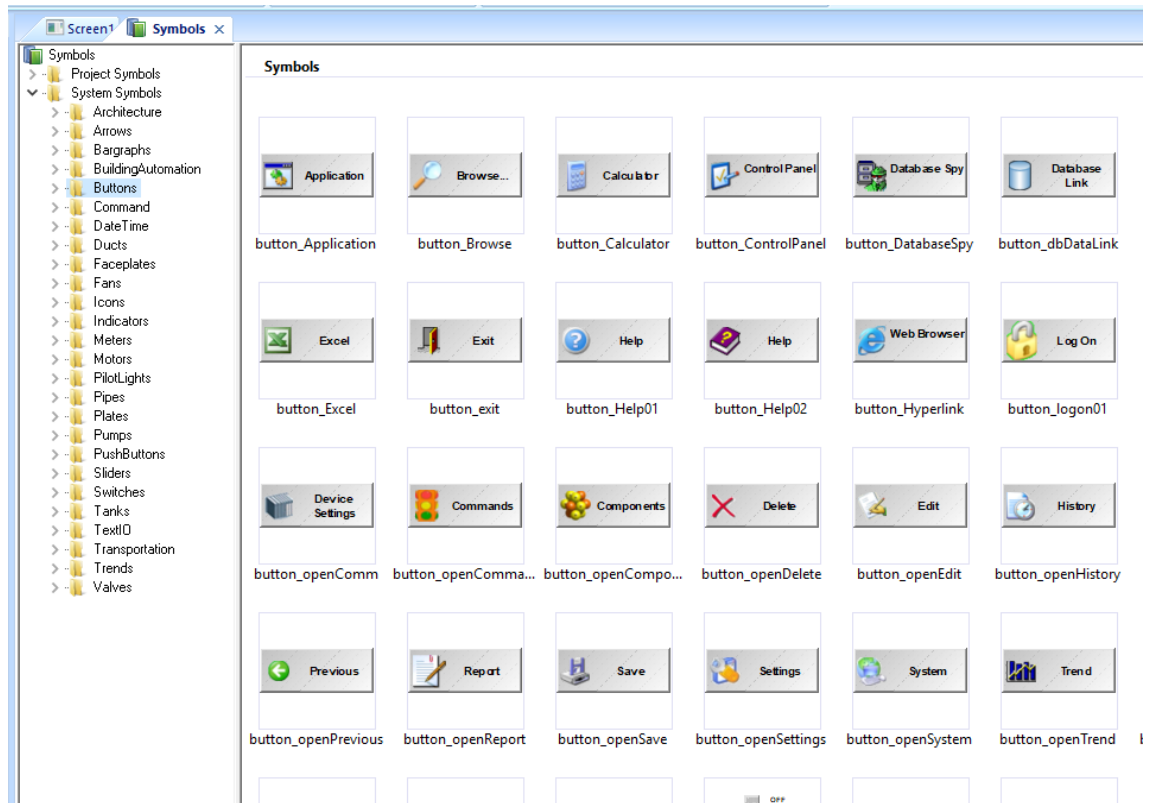 Screen1
Symbols
Symbols
Project Symbols
System Symbols
Architecture
Arrows
Bargraphs
BuildingAutomation
Buttons
Command
DateTime
Ducts
Faceplates
Fans
Icons
Indicators
Meters
Motors
PilotLights
Pipes
Plates
Pumps
PushButtons
Sliders
Switches
Tanks
TextIO
Transportation
Trends
Valves
Symbols
Application
Browse...
Calculator
Control Panel
Database Spy
Database
Link
button_Application
button_Browse
button_Calculator
button_ControlPanel
button_DatabaseSpy
button_dbDataLink
Excel
Exit
Help
Help
Web Browser
Log On
button_Excel
button_exit
button_Help01
button_Help02
button_Hyperlink
button_logon01
Device
Settings
Commands
Components
Delete
Edit
History
button_openComm
button_openComma...
button_openCompo...
button_openDelete
button_openEdit
button_openHistory
Previous
Report
Save
Settings
System
Trend
button_openPrevious
button_openReport
button_openSave
button_openSettings
button_openSystem
button_openTrend
OFF